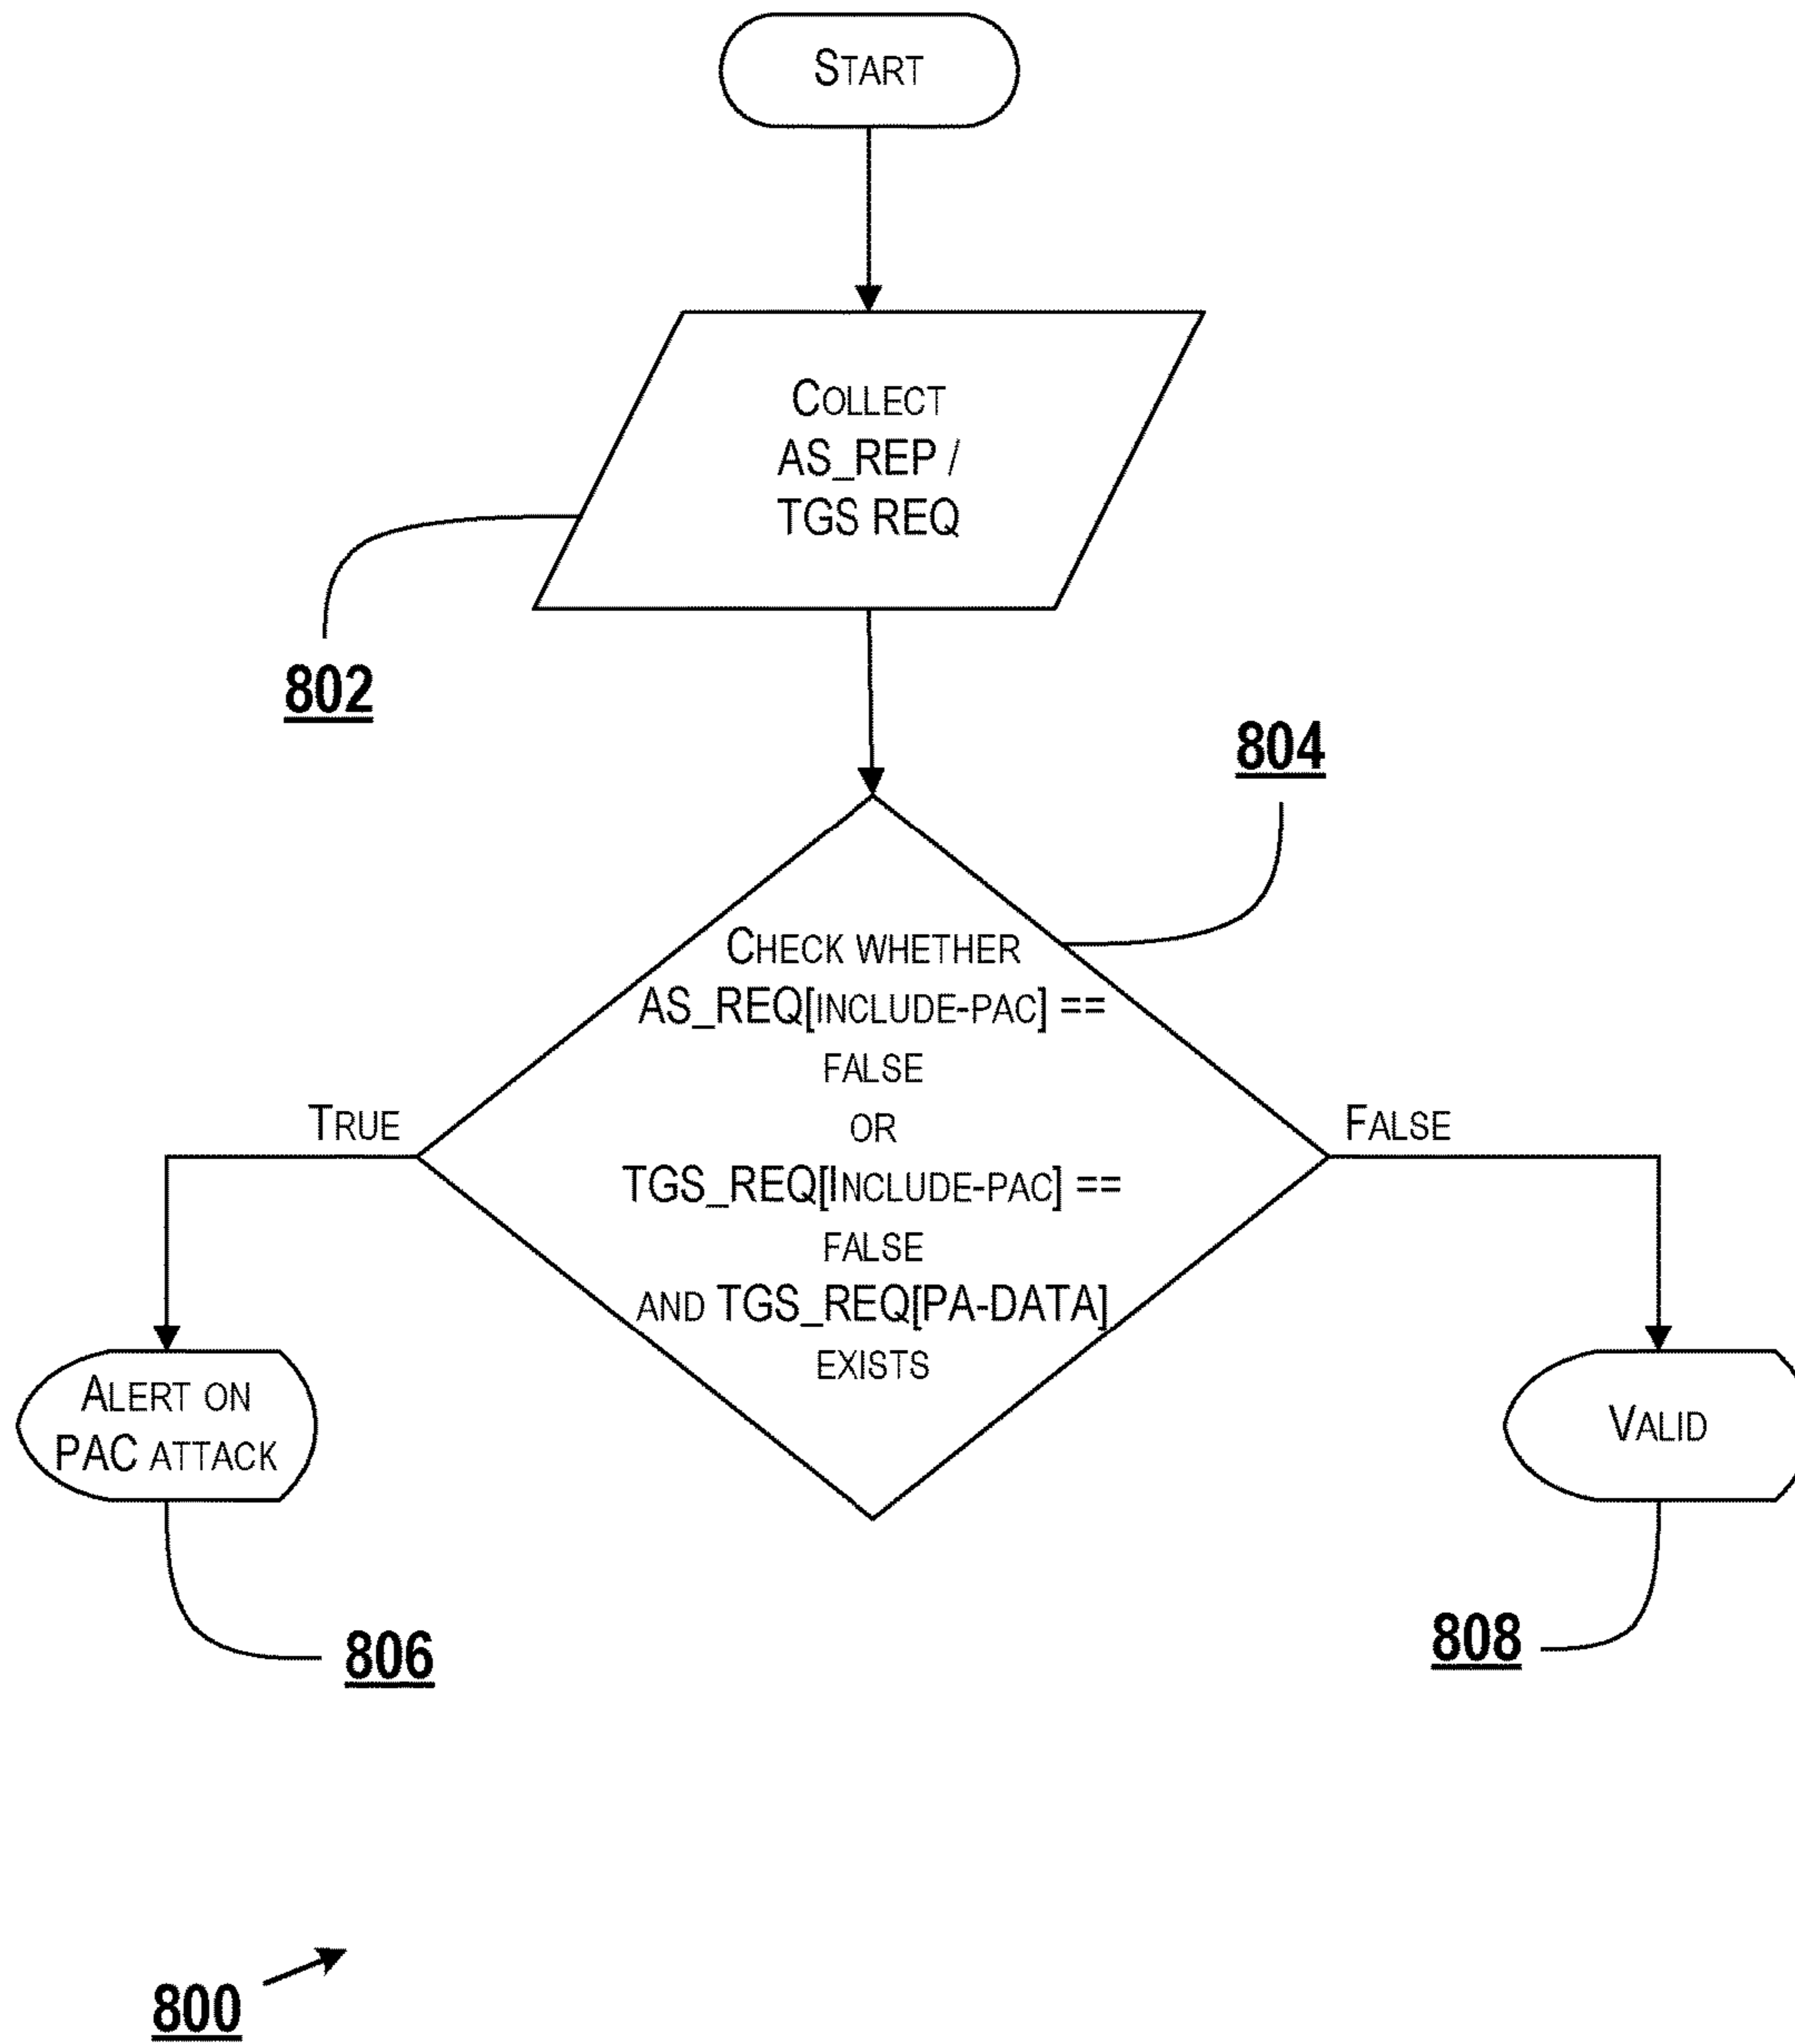 START
COLLECT
AS_REP /
TGS REQ
802
804
CHECK WHETHER
AS_REQ[INCLUDE-PAC] ==
FALSE
OR
TGS_REQ[INCLUDE-PAC] ==
FALSE
AND TGS_REQ[PA-DATA]
EXISTS
TRUE
FALSE
ALERT ON
PAC ATTACK
VALID
806
808
800